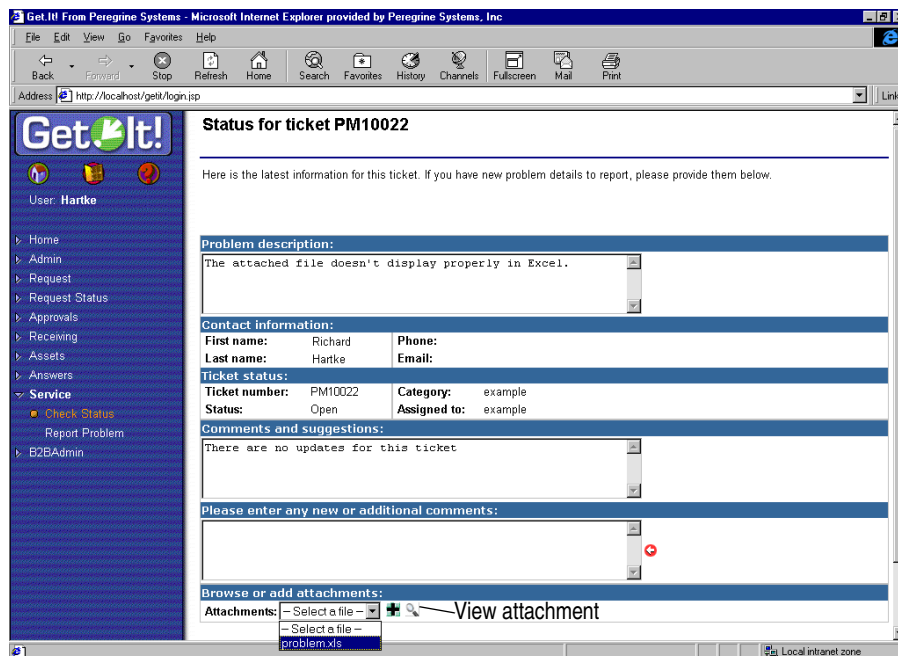 Get.It! From Peregrine Systems - Microsoft Internet Explorer provided by Peregrine Systems, Inc
File Edit View Go Favorites Help
Back Forward Stop Refresh Home Search Favorites History Channels Fullscreen Mail Print
Address http://localhost/getit/login.jsp Link
Get It!
User: Hartke
Home
Admin
Request
Request Status
Approvals
Receiving
Assets
Answers
Service
Check Status
Report Problem
B2BAdmin
Status for ticket PM10022
Here is the latest information for this ticket. If you have new problem details to report, please provide them below.
Problem description:
The attached file doesn't display properly in Excel.
Contact information:
First name: Richard Phone:
Last name: Hartke Email:
Ticket status:
Ticket number: PM10022 Category: example
Status: Open Assigned to: example
Comments and suggestions:
There are no updates for this ticket
Please enter any new or additional comments:
Browse or add attachments:
Attachments: -- Select a file -- View attachment
-- Select a file --
problem.xls
Local intranet zone